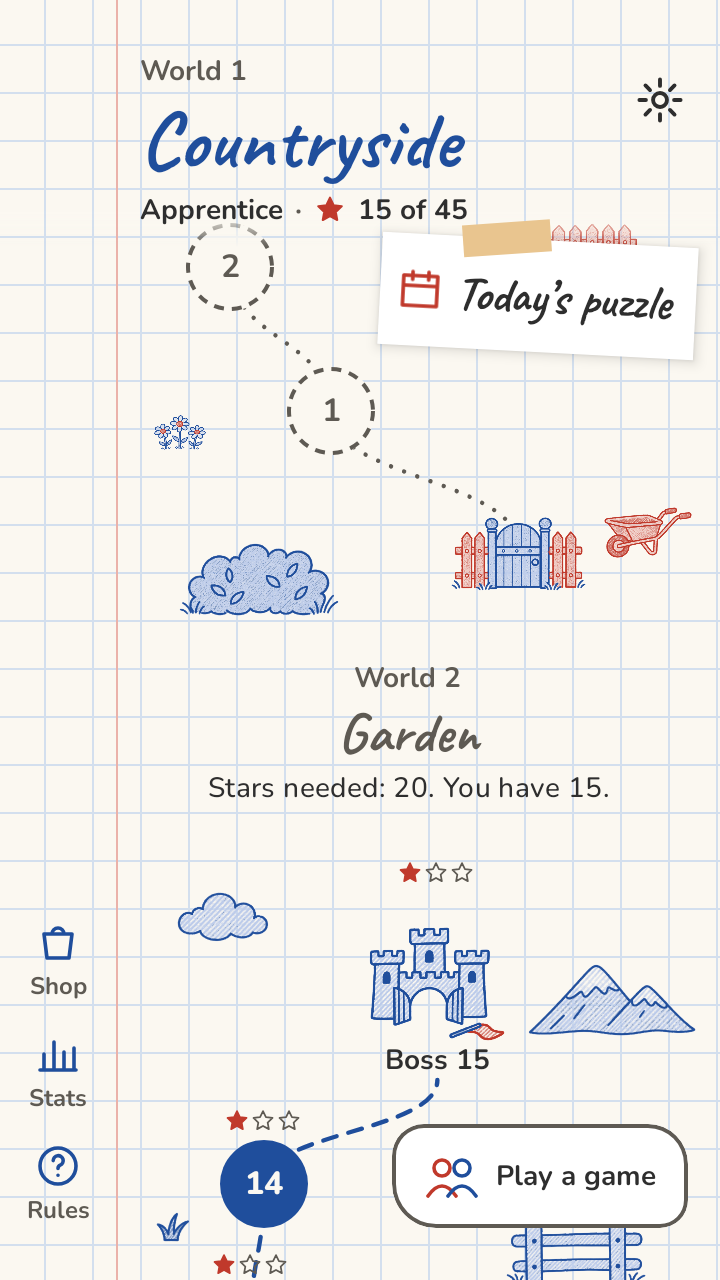 World 1
Countryside
Apprentice · 15 of 45
2
Today's puzzle
1
World 2
Garden
Stars needed: 20. You have 15.
Shop
Boss 15
Stats
14
Play a game
Rules